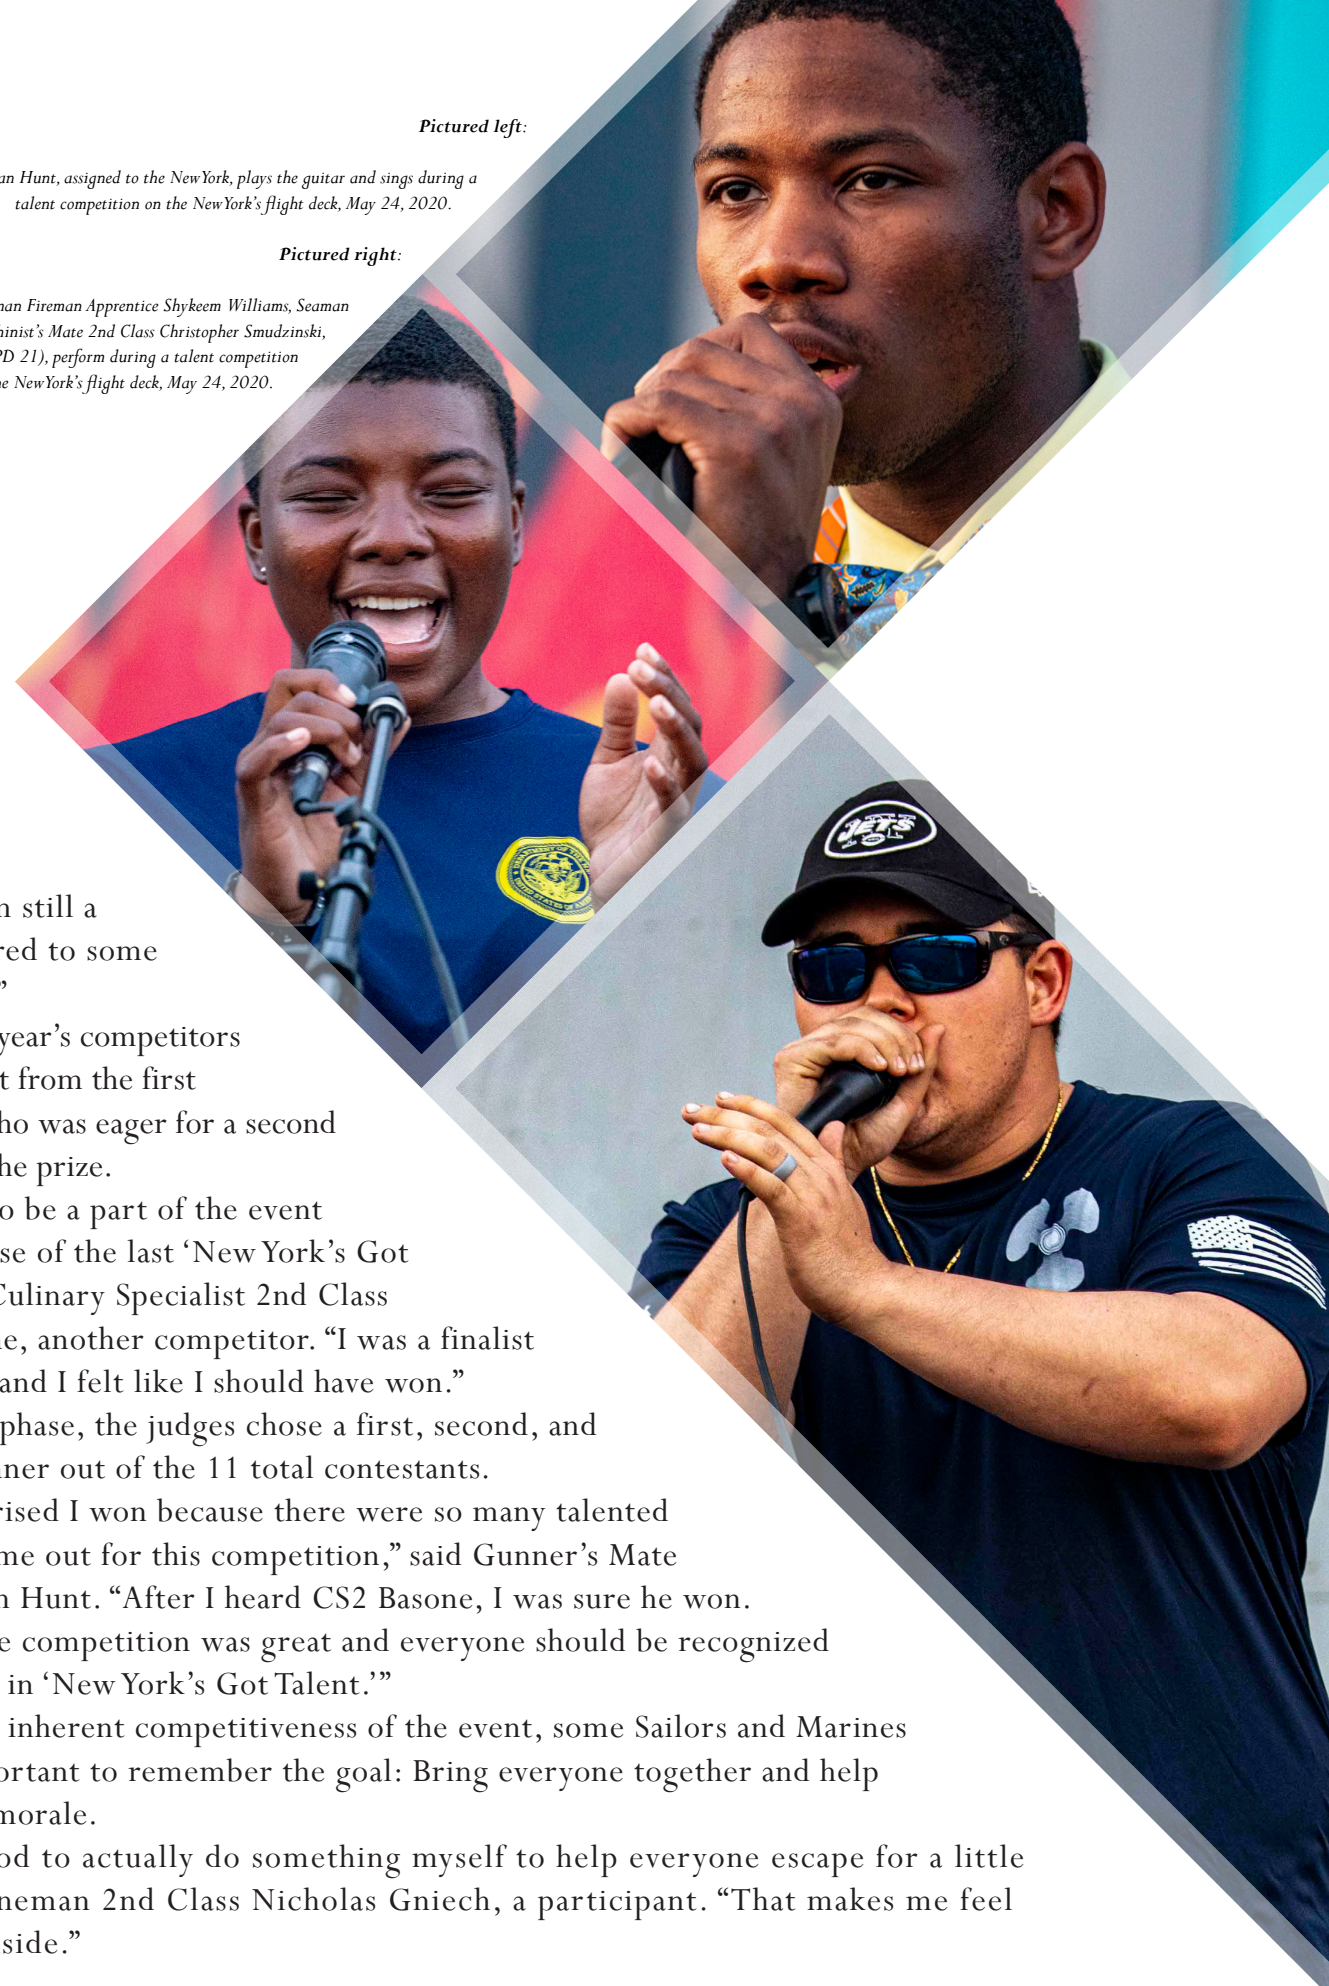 Pictured left:
an Hunt, assigned to the New York, plays the guitar and sings during a
talent competition on the New York's flight deck, May 24, 2020.
Pictured right:
man Fireman Apprentice Shykeem Williams, Seaman
hinist's Mate 2nd Class Christopher Smudzinski,
PD 21), perform during a talent competition
he New York's flight deck, May 24, 2020.
JETS
n still a
red to some
”
year’s competitors
t from the first
ho was eager for a second
he prize.
o be a part of the event
se of the last ‘New York’s Got
Culinary Specialist 2nd Class
ne, another competitor. “I was a finalist
and I felt like I should have won.”
phase, the judges chose a first, second, and
nner out of the 11 total contestants.
rised I won because there were so many talented
me out for this competition,” said Gunner’s Mate
n Hunt. “After I heard CS2 Basone, I was sure he won.
e competition was great and everyone should be recognized
in ‘New York’s Got Talent.’”
inherent competitiveness of the event, some Sailors and Marines
ortant to remember the goal: Bring everyone together and help
morale.
od to actually do something myself to help everyone escape for a little
neman 2nd Class Nicholas Gniech, a participant. “That makes me feel
side.”